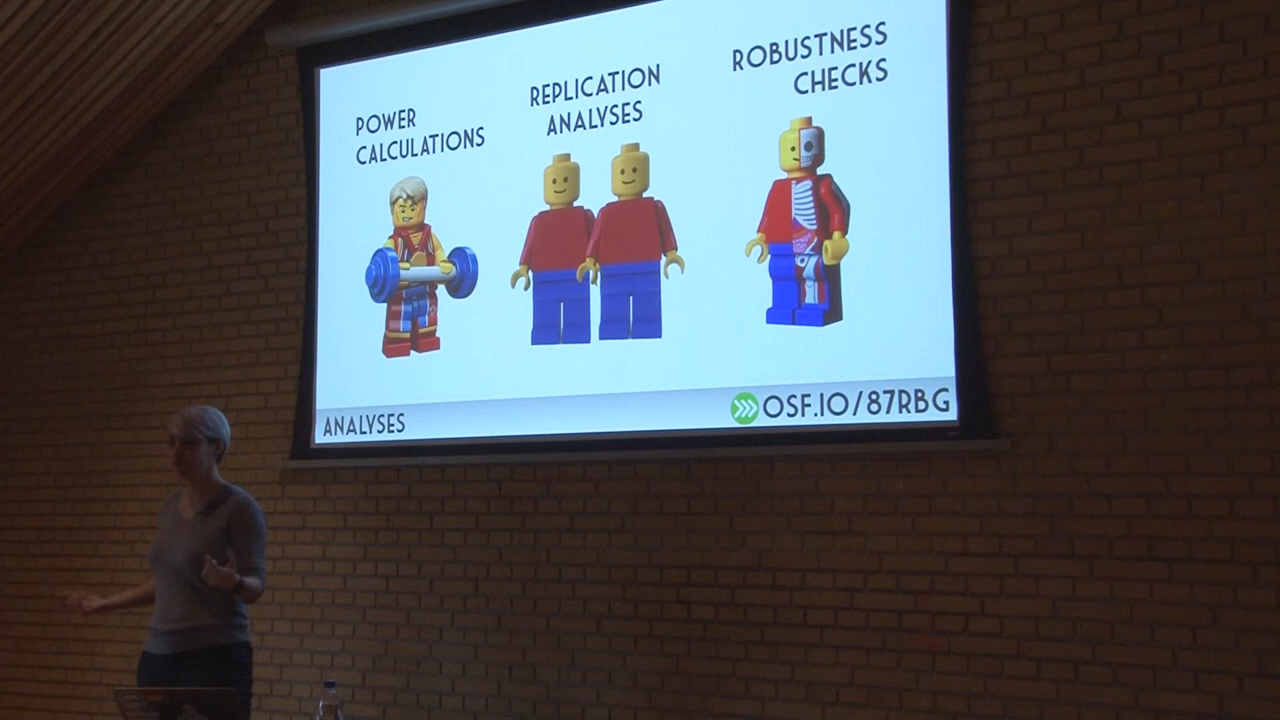 POWER
CALCULATIONS
REPLICATION
ANALYSES
ROBUSTNESS
CHECKS
ANALYSES
OSF.IO/87RBG